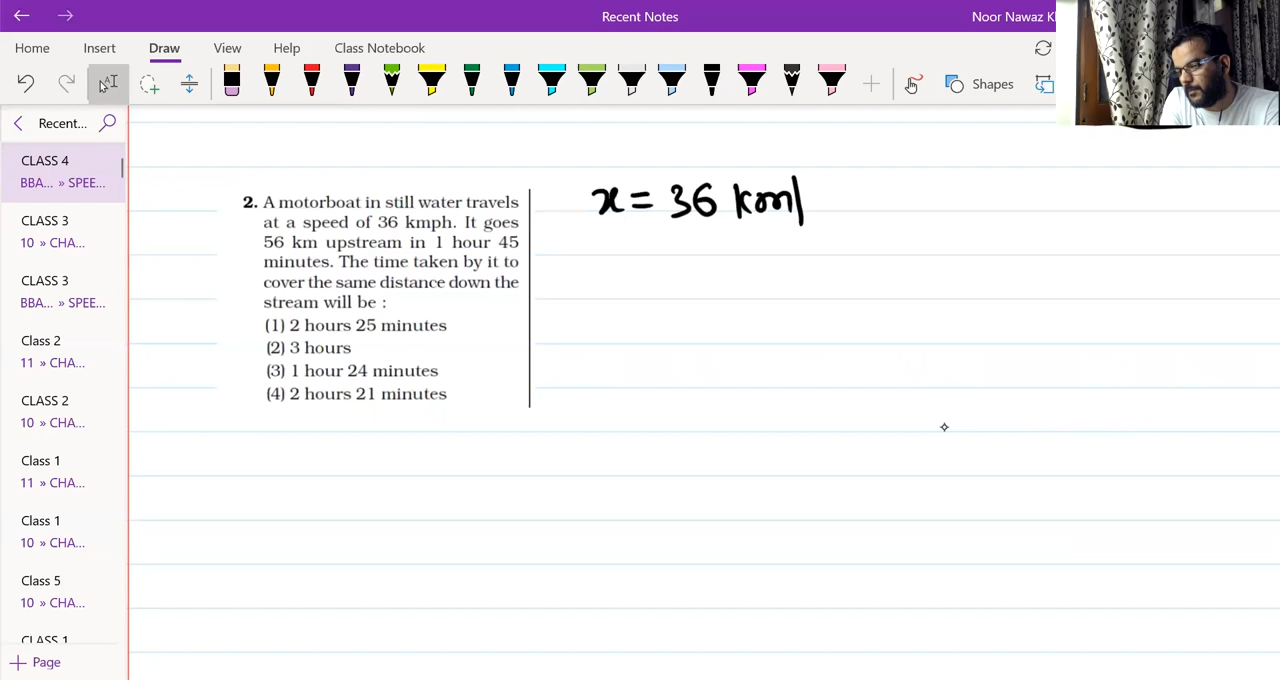 Recent Notes
Noor Nawaz Kh
Home Insert Draw View Help Class Notebook
Shapes
Recent...
CLASS 4
BBA... » SPEE...
CLASS 3
10 » CHA...
CLASS 3
BBA... » SPEE...
Class 2
11 » CHA...
CLASS 2
10 » CHA...
Class 1
11 » CHA...
Class 1
10 » CHA...
Class 5
10 » CHA...
CLASS 1
+ Page
2. A motorboat in still water travels
at a speed of 36 kmph. It goes
56 km upstream in 1 hour 45
minutes. The time taken by it to
cover the same distance down the
stream will be :
(1) 2 hours 25 minutes
(2) 3 hours
(3) 1 hour 24 minutes
(4) 2 hours 21 minutes
x = 36 km/